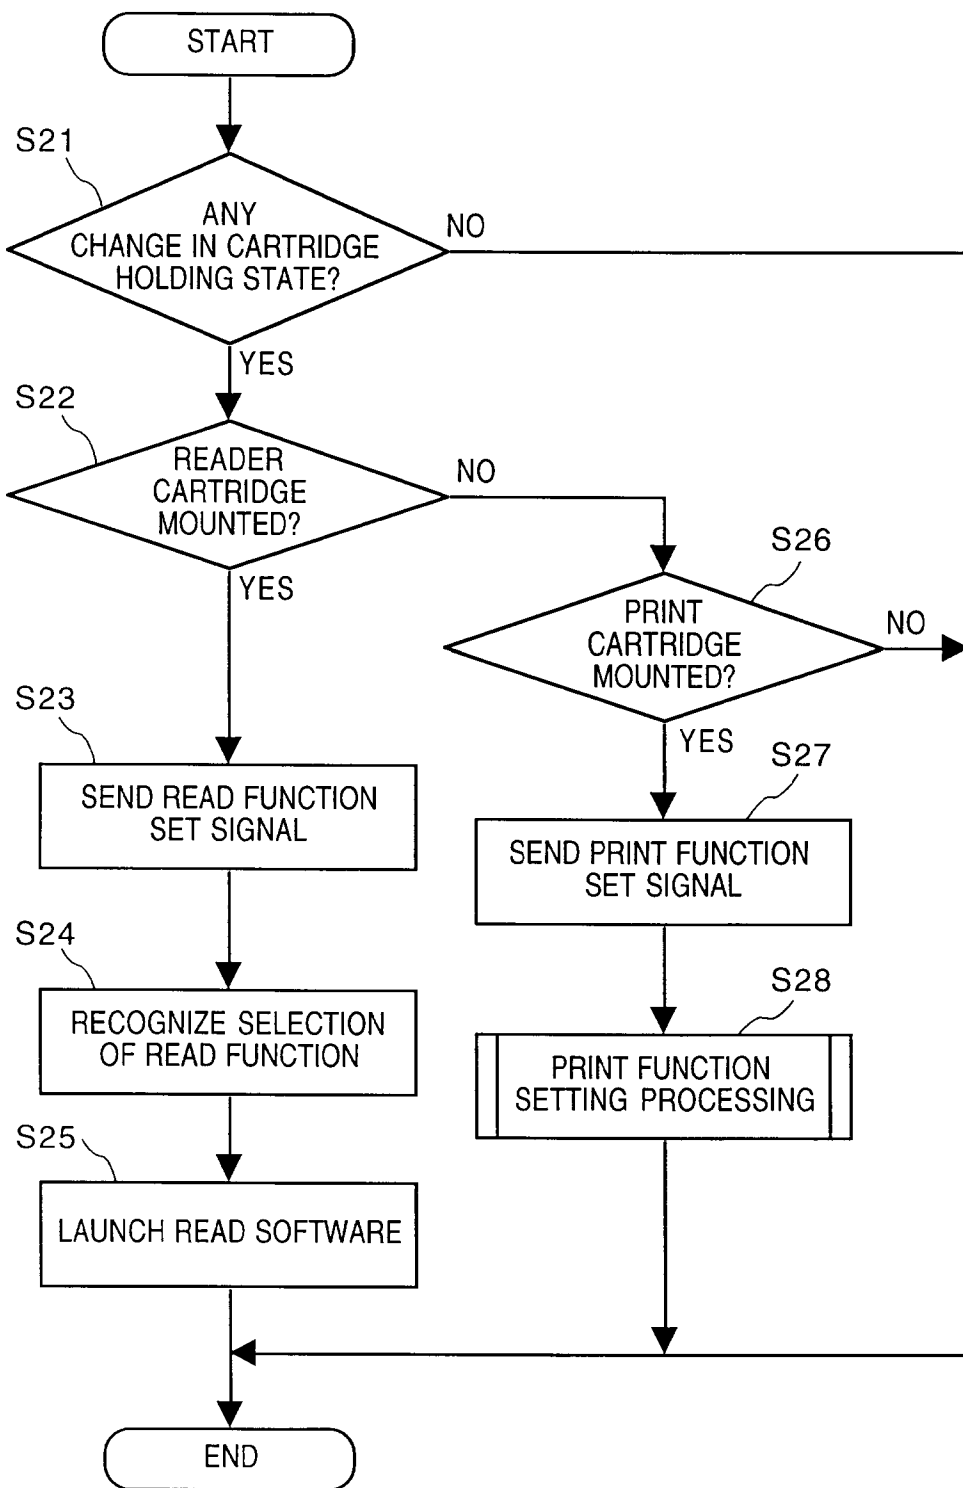 START
S21
ANY
CHANGE IN CARTRIDGE
HOLDING STATE?
NO
YES
S22
READER
CARTRIDGE
MOUNTED?
NO
YES
S26
PRINT
CARTRIDGE
MOUNTED?
NO
YES
S23
SEND READ FUNCTION
SET SIGNAL
S27
SEND PRINT FUNCTION
SET SIGNAL
S24
RECOGNIZE SELECTION
OF READ FUNCTION
S28
PRINT FUNCTION
SETTING PROCESSING
S25
LAUNCH READ SOFTWARE
END